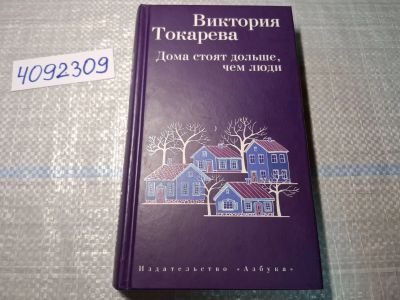 4092309
Виктория
Токарева
Дома стоят дольше,
чем люди
Издательство «Азбука»